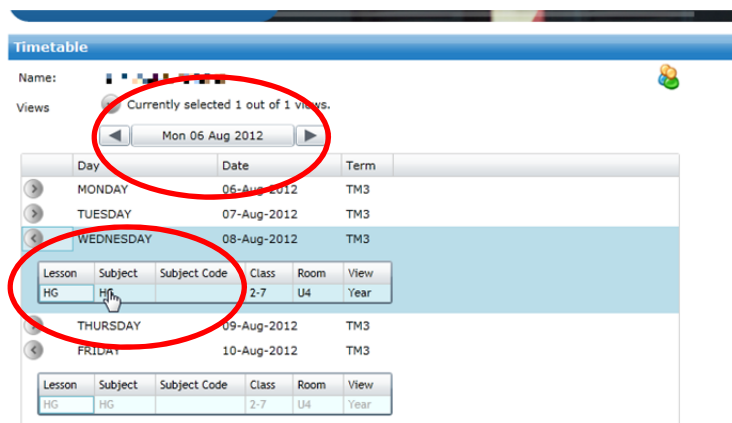 Timetable
Name:
Views Currently selected 1 out of 1 views.
Mon 06 Aug 2012
Day Date Term
MONDAY 06-Aug-2012 TM3
TUESDAY 07-Aug-2012 TM3
WEDNESDAY 08-Aug-2012 TM3
Lesson Subject Subject Code Class Room View
HG HG 2-7 U4 Year
THURSDAY 09-Aug-2012 TM3
FRIDAY 10-Aug-2012 TM3
Lesson Subject Subject Code Class Room View
HG HG 2-7 U4 Year